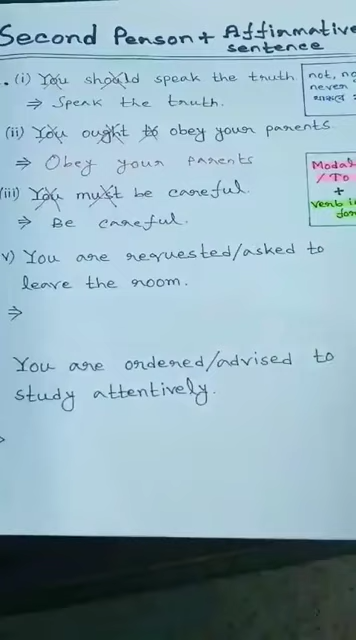 Second Person + Affirmative
sentence
. (i) You should speak the truth
⇒ Speak the truth.
not, no
never
(ii) You ought to obey your parents.
⇒ Obey your parents
Modal
/ To
+
verb i
for
(iii) You must be careful.
⇒ Be careful.
v) You are requested/asked to
leave the room.
⇒
You are ordered/advised to
study attentively.